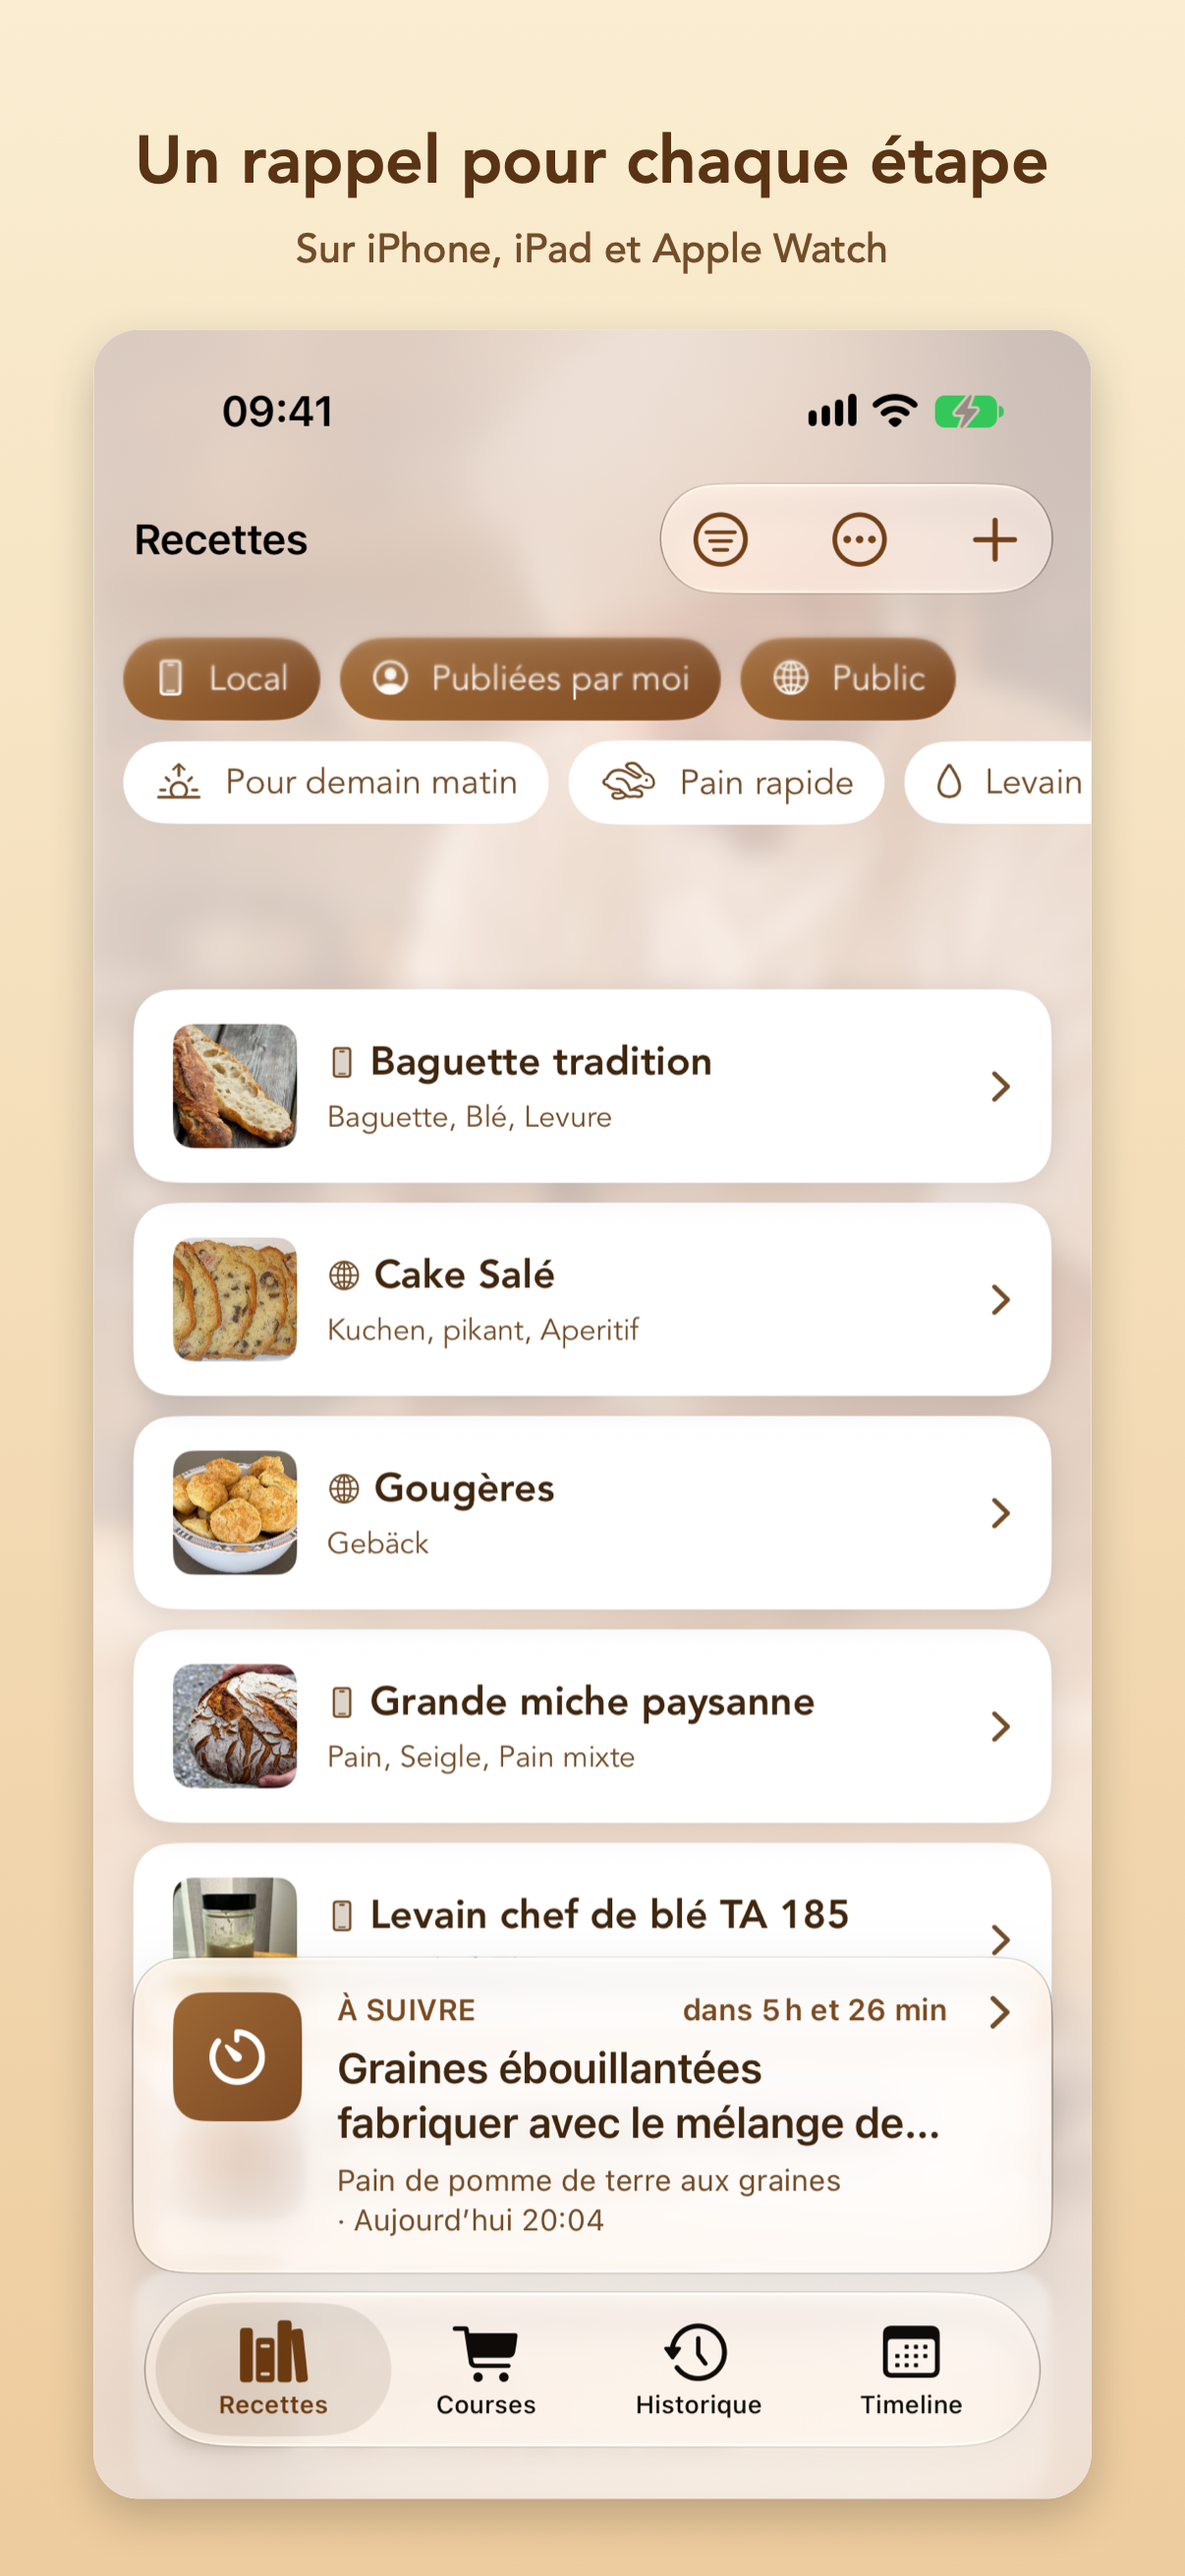 Un rappel pour chaque étape
Sur iPhone, iPad et Apple Watch
09:41
Recettes
Local
Publiées par moi
Public
Pour demain matin
Pain rapide
Levain
Baguette tradition
Baguette, Blé, Levure
Cake Salé
Kuchen, pikant, Aperitif
Gougères
Gebäck
Grande miche paysanne
Pain, Seigle, Pain mixte
Levain chef de blé TA 185
À SUIVRE
dans 5 h et 26 min
Graines ébouillantées
fabriquer avec le mélange de...
Pain de pomme de terre aux graines
· Aujourd’hui 20:04
Recettes
Courses
Historique
Timeline